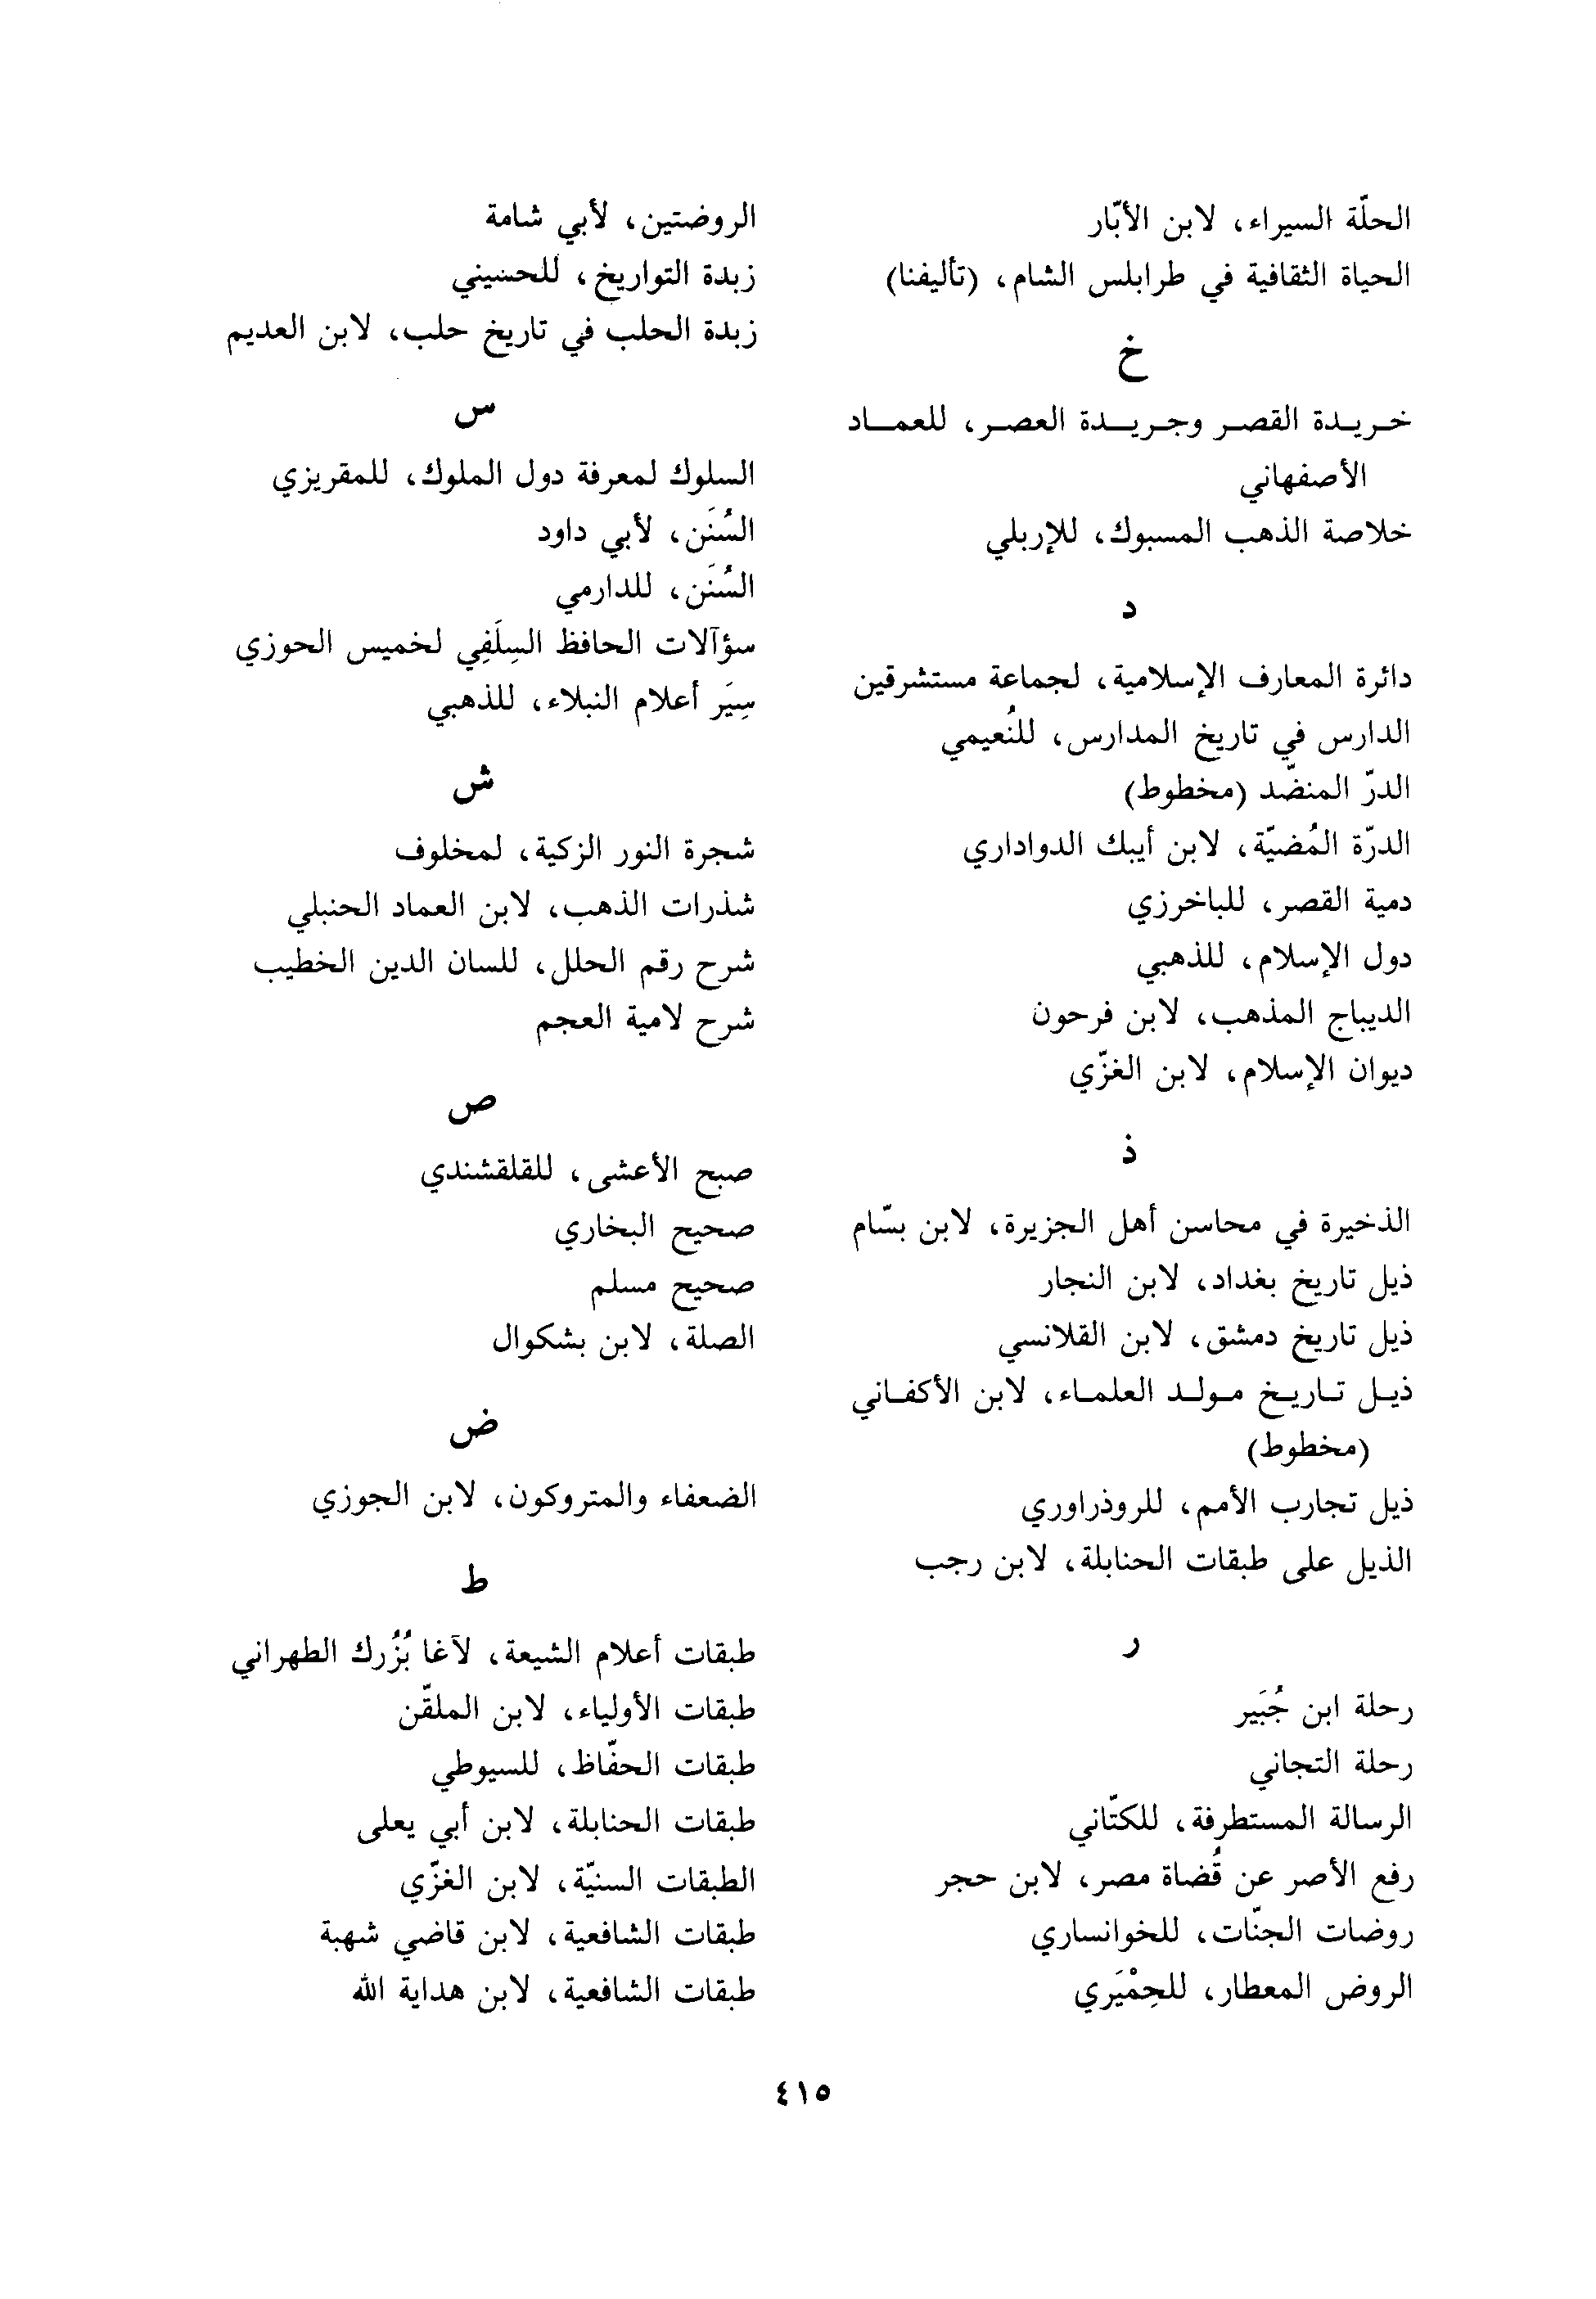 الحلّة السيراء، لابن الأبّار
الحياة الثقافية في طرابلس الشام، (تأليفنا)
خ
خريدة القصر وجريدة العصر، للعماد
الأصفهاني
خلاصة الذهب المسبوك، للإربلي
د
دائرة المعارف الإسلامية، لجماعة مستشرقين
الدارس في تاريخ المدارس، للنُعيمي
الدرّ المنضّد (مخطوط)
الدرّة المُضيّة، لابن أيبك الدواداري
دمية القصر، للباخرزي
دول الإسلام، للذهبي
الديباج المذهب، لابن فرحون
ديوان الإسلام، لابن الغزّي
ذ
الذخيرة في محاسن أهل الجزيرة، لابن بسّام
ذيل تاريخ بغداد، لابن النجار
ذيل تاريخ دمشق، لابن القلانسي
ذيل تاريخ مولد العلماء، لابن الأكفاني
(مخطوط)
ذيل تجارب الأمم، للروذراوري
الذيل على طبقات الحنابلة، لابن رجب
ر
رحلة ابن جُبَير
رحلة التجاني
الرسالة المستطرفة، للكتّاني
رفع الأصر عن قُضاة مصر، لابن حجر
روضات الجنّات، للخوانساري
الروض المعطار، للحِمْيَري
الروضتين، لأبي شامة
زبدة التواريخ، للحسيني
زبدة الحلب في تاريخ حلب، لابن العديم
س
السلوك لمعرفة دول الملوك، للمقريزي
السُنَن، لأبي داود
السُنَن، للدارمي
سؤآلات الحافظ السِلَفِي لخميس الحوزي
سِيَر أعلام النبلاء، للذهبي
ش
شجرة النور الزكية، لمخلوف
شذرات الذهب، لابن العماد الحنبلي
شرح رقم الحلل، للسان الدين الخطيب
شرح لامية العجم
ص
صبح الأعشى، للقلقشندي
صحيح البخاري
صحيح مسلم
الصلة، لابن بشكوال
ض
الضعفاء والمتروكون، لابن الجوزي
ط
طبقات أعلام الشيعة، لآغا بُزُرك الطهراني
طبقات الأولياء، لابن الملقّن
طبقات الحفّاظ، للسيوطي
طبقات الحنابلة، لابن أبي يعلى
الطبقات السنيّة، لابن الغزّي
طبقات الشافعية، لابن قاضي شهبة
طبقات الشافعية، لابن هداية الله
٤١٥